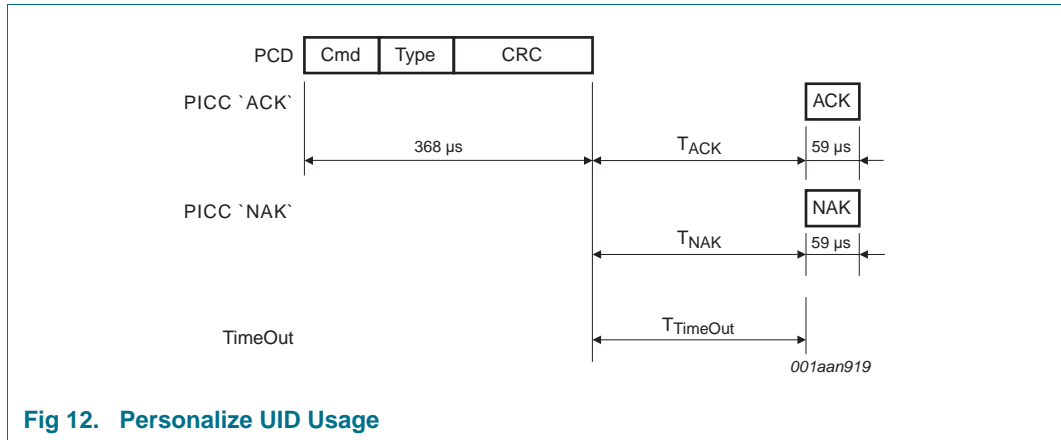 PCD Cmd Type CRC
PICC `ACK` ACK
368 µs TACK 59 µs
PICC `NAK` NAK
TNAK 59 µs
TimeOut TTimeOut
001aan919
Fig 12. Personalize UID Usage